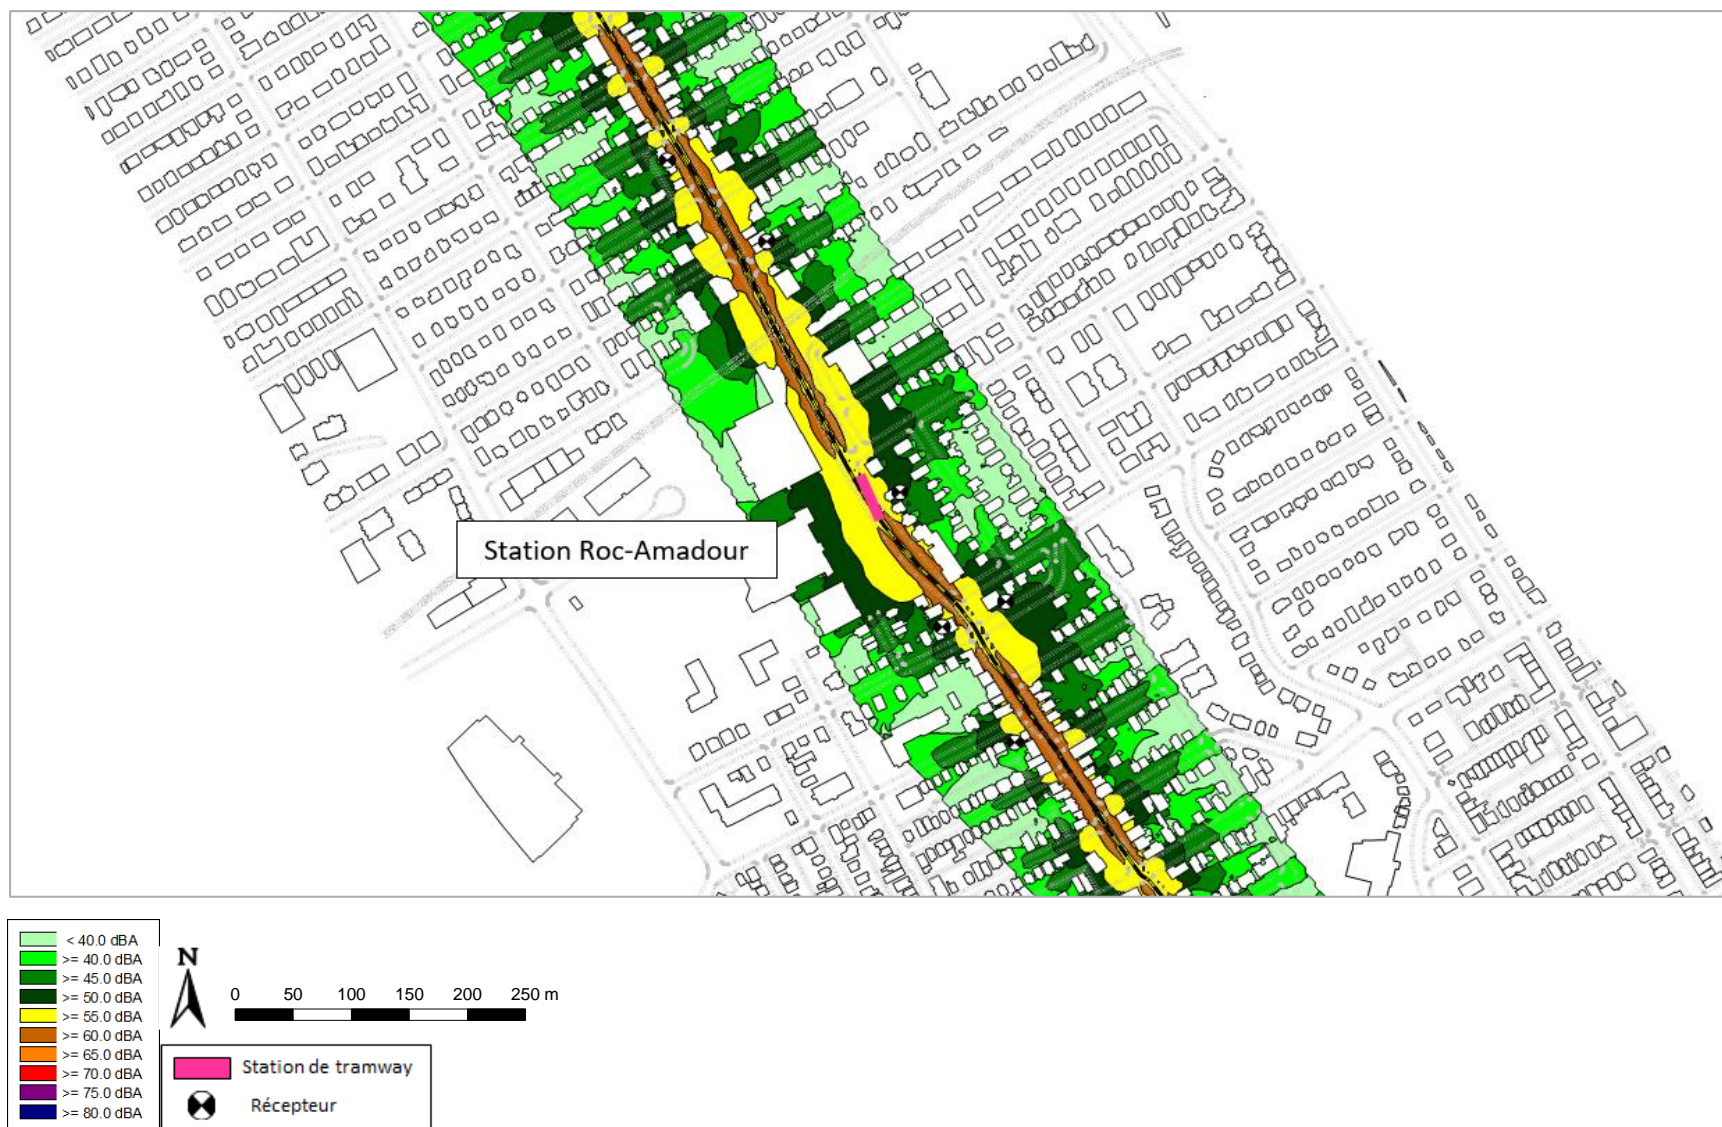 Station Roc-Amadour
< 40.0 dBA
>= 40.0 dBA
>= 45.0 dBA
>= 50.0 dBA
>= 55.0 dBA
>= 60.0 dBA
>= 65.0 dBA
>= 70.0 dBA
>= 75.0 dBA
>= 80.0 dBA
N
0 50 100 150 200 250 m
Station de tramway
Récepteur